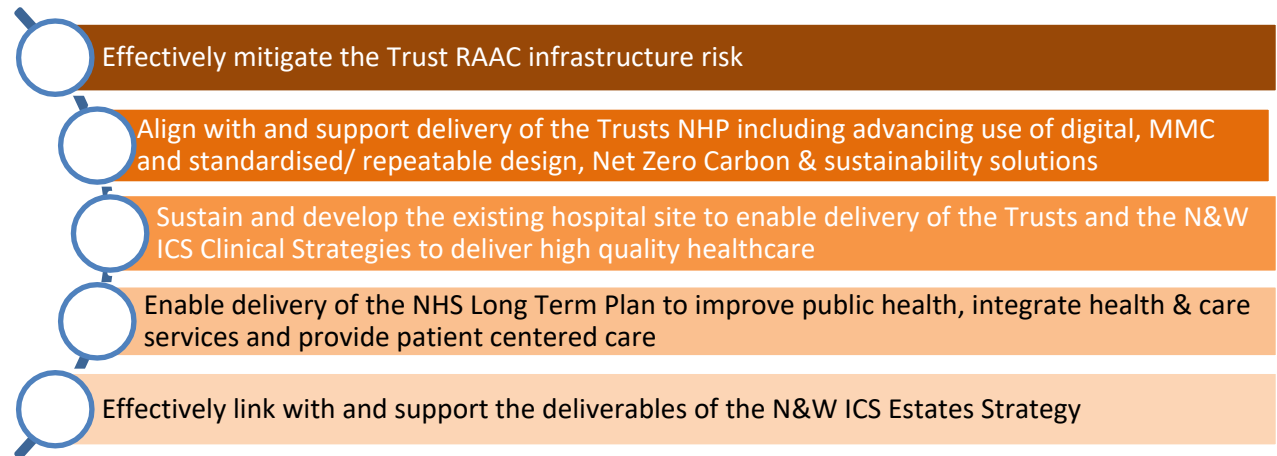 Effectively mitigate the Trust RAAC infrastructure risk
Align with and support delivery of the Trusts NHP including advancing use of digital, MMC
and standardised/ repeatable design, Net Zero Carbon & sustainability solutions
Sustain and develop the existing hospital site to enable delivery of the Trusts and the N&W
ICS Clinical Strategies to deliver high quality healthcare
Enable delivery of the NHS Long Term Plan to improve public health, integrate health & care
services and provide patient centered care
Effectively link with and support the deliverables of the N&W ICS Estates Strategy